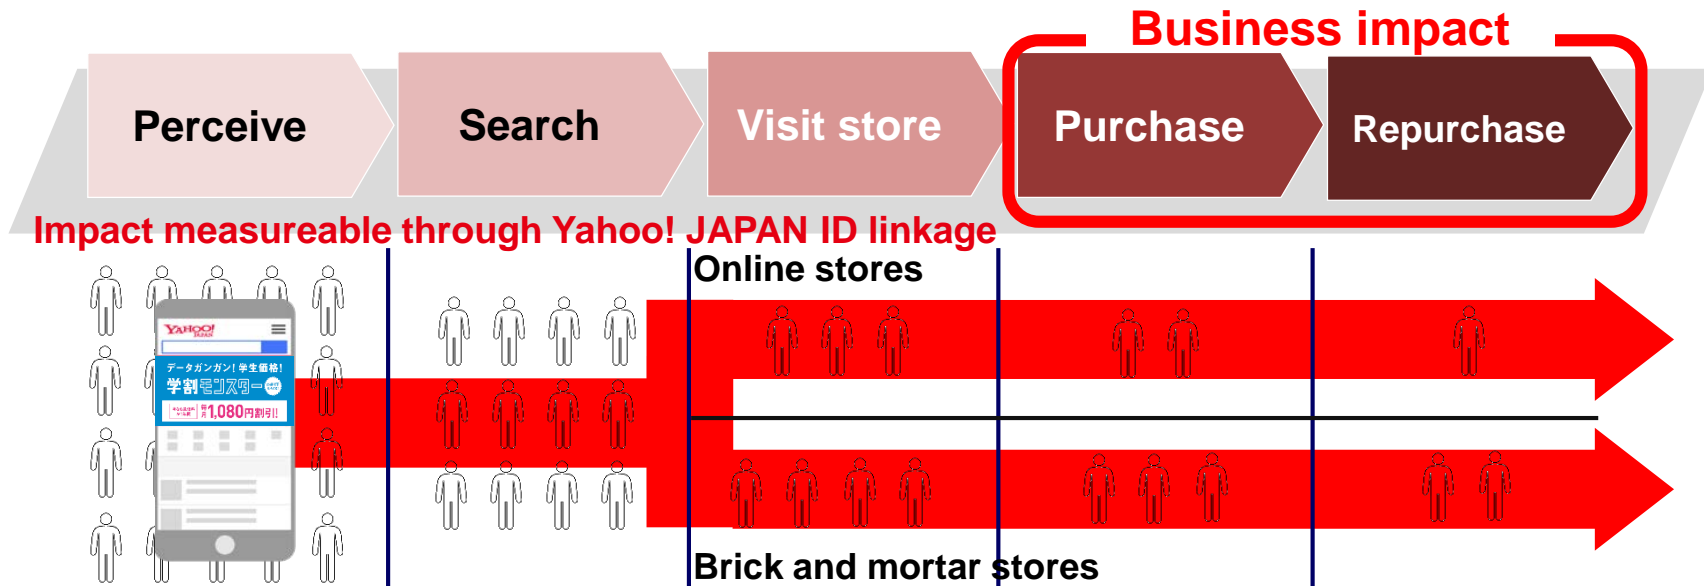 Business impact
Perceive
Search
Visit store
Purchase
Repurchase
Impact measureable through Yahoo! JAPAN ID linkage
Online stores
YAHOO!
JAPAN
データガンガン!学生価格!
学割モンスター
毎月1,080円割引!!
Brick and mortar stores